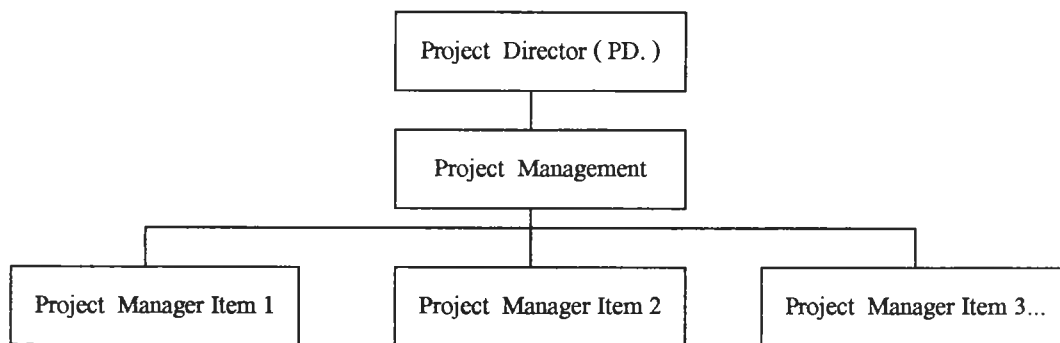 Project Director ( PD. )
Project Management
Project Manager Item 1
Project Manager Item 2
Project Manager Item 3...